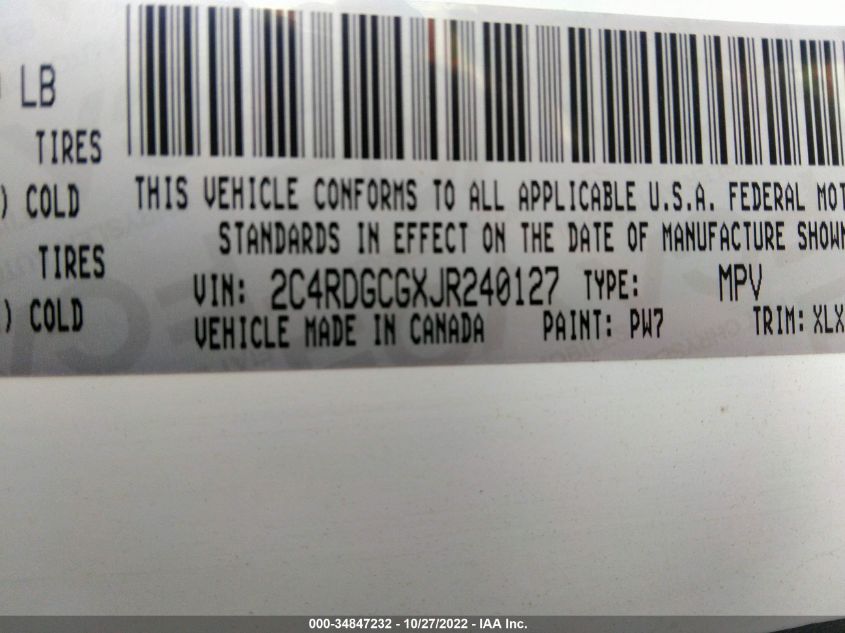 LB
TIRES
) COLD
TIRES
) COLD
THIS VEHICLE CONFORMS TO ALL APPLICABLE U.S.A. FEDERAL MOT
STANDARDS IN EFFECT ON THE DATE OF MANUFACTURE SHOWN
VIN: 2C4RDGCGXJR240127 TYPE: MPV
VEHICLE MADE IN CANADA PAINT: PW7 TRIM: XLX
000-34847232 - 10/27/2022 - IAA Inc.